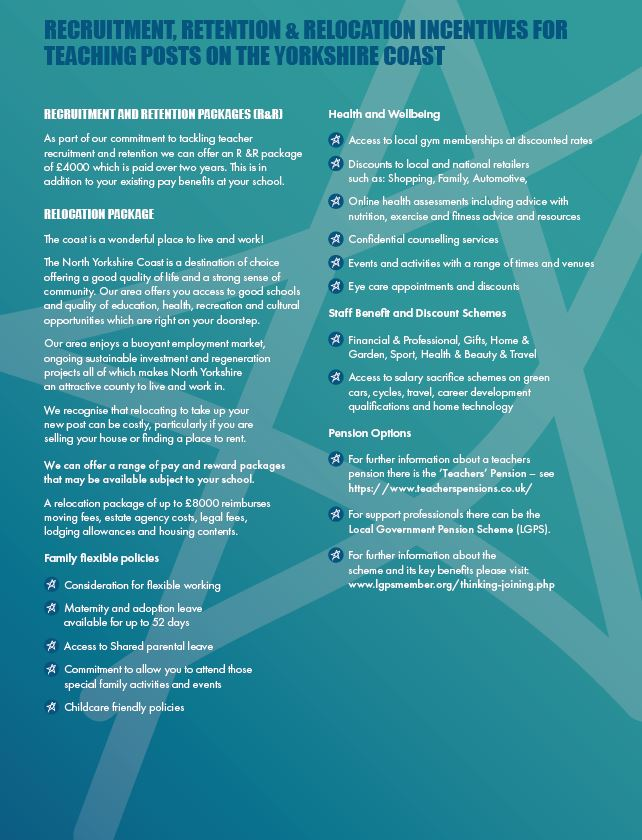 RECRUITMENT, RETENTION & RELOCATION INCENTIVES FOR
TEACHING POSTS ON THE YORKSHIRE COAST
RECRUITMENT AND RETENTION PACKAGES (R&R)
As part of our commitment to tackling teacher
recruitment and retention we can offer an R &R package
of £4000 which is paid over two years. This is in
addition to your existing pay benefits at your school.
RELOCATION PACKAGE
The coast is a wonderful place to live and work!
The North Yorkshire Coast is a destination of choice
offering a good quality of life and a strong sense of
community. Our area offers you access to good schools
and quality of education, health, recreation and cultural
opportunities which are right on your doorstep.
Our area enjoys a buoyant employment market,
ongoing sustainable investment and regeneration
projects all of which makes North Yorkshire
an attractive county to live and work in.
We recognise that relocating to take up your
new post can be costly, particularly if you are
selling your house or finding a place to rent.
We can offer a range of pay and reward packages
that may be available subject to your school.
A relocation package of up to £8000 reimburses
moving fees, estate agency costs, legal fees,
lodging allowances and housing contents.
Family flexible policies
Consideration for flexible working
Maternity and adoption leave
available for up to 52 days
Access to Shared parental leave
Commitment to allow you to attend those
special family activities and events
Childcare friendly policies
Health and Wellbeing
Access to local gym memberships at discounted rates
Discounts to local and national retailers
such as: Shopping, Family, Automotive,
Online health assessments including advice with
nutrition, exercise and fitness advice and resources
Confidential counselling services
Events and activities with a range of times and venues
Eye care appointments and discounts
Staff Benefit and Discount Schemes
Financial & Professional, Gifts, Home &
Garden, Sport, Health & Beauty & Travel
Access to salary sacrifice schemes on green
cars, cycles, travel, career development
qualifications and home technology
Pension Options
For further information about a teachers
pension there is the ‘Teachers’ Pension – see
https://www.teacherspensions.co.uk/
For support professionals there can be the
Local Government Pension Scheme (LGPS).
For further information about the
scheme and its key benefits please visit:
www.lgpsmember.org/thinking-joining.php